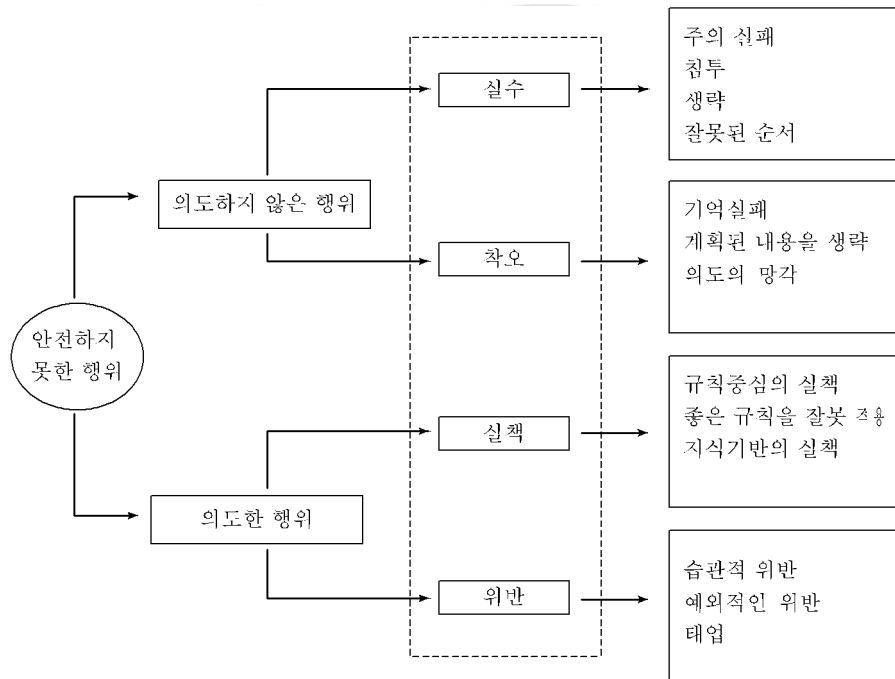 안전하지
못한 행위
의도하지 않은 행위
의도한 행위
실수
착오
실책
위반
주의 실패
침투
생략
잘못된 순서
기억실패
계획된 내용을 생략
의도의 망각
규칙중심의 실책
좋은 규칙을 잘못 적용
지식기반의 실책
습관적 위반
예외적인 위반
태업